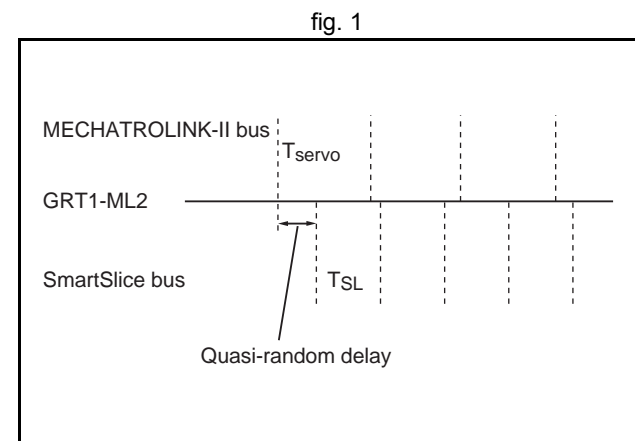 fig. 1
MECHATROLINK-II bus
Tservo
GRT1-ML2
SmartSlice bus
TSL
Quasi-random delay